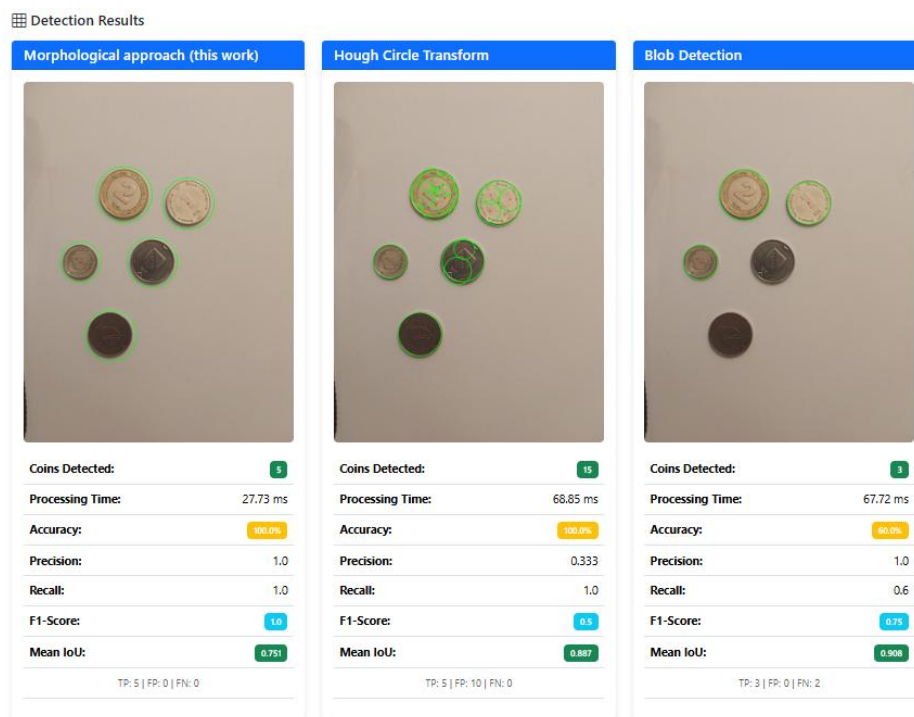 Detection Results
Morphological approach (this work)
Coins Detected: 5
Processing Time: 27.73 ms
Accuracy: 100.0%
Precision: 1.0
Recall: 1.0
F1-Score: 1.0
Mean IoU: 0.751
TP: 5 | FP: 0 | FN: 0
Hough Circle Transform
Coins Detected: 15
Processing Time: 68.85 ms
Accuracy: 100.0%
Precision: 0.333
Recall: 1.0
F1-Score: 0.5
Mean IoU: 0.887
TP: 5 | FP: 10 | FN: 0
Blob Detection
Coins Detected: 3
Processing Time: 67.72 ms
Accuracy: 60.0%
Precision: 1.0
Recall: 0.6
F1-Score: 0.75
Mean IoU: 0.908
TP: 3 | FP: 0 | FN: 2